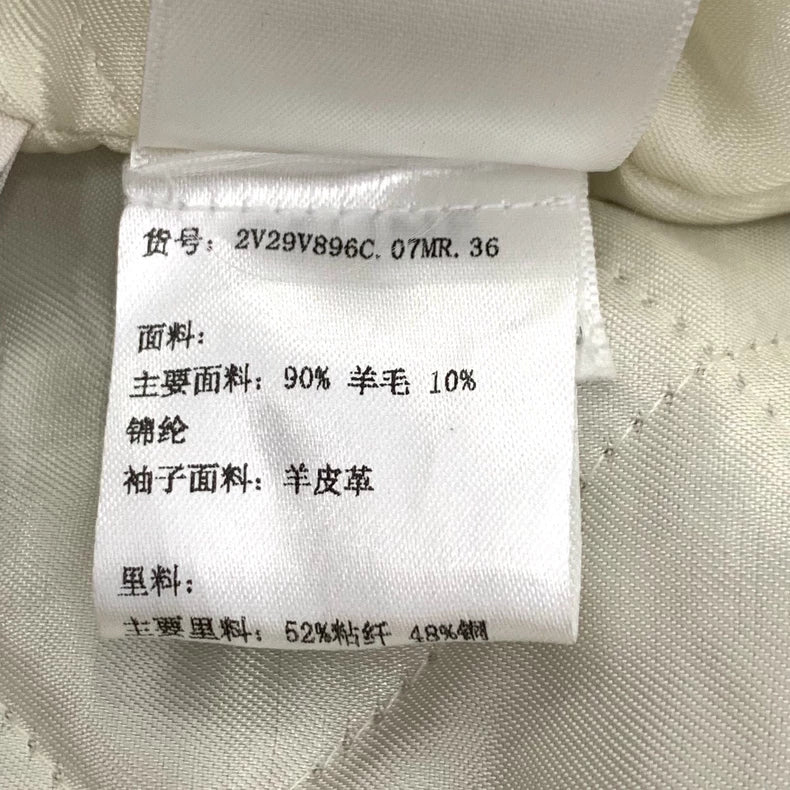 货号: 2V29V896C.07MR.36
面料:
主要面料: 90% 羊毛 10%
锦纶
袖子面料: 羊皮革
里料:
主要里料: 52%粘纤 48%铜